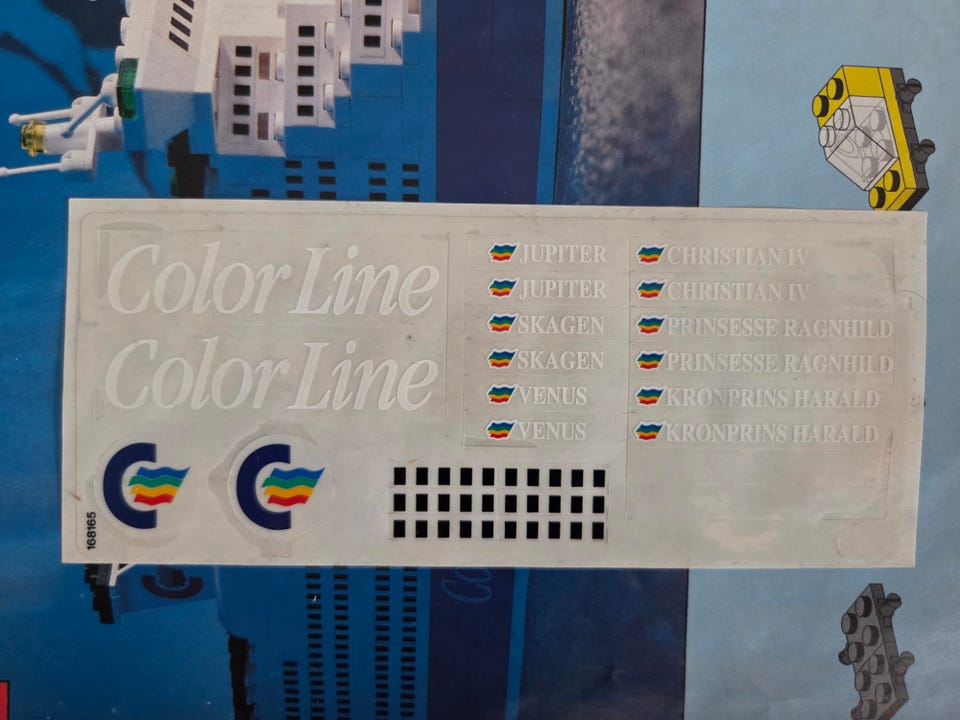 Color Line
Color Line
JUPITER
JUPITER
SKAGEN
SKAGEN
VENUS
VENUS
CHRISTIAN IV
CHRISTIAN IV
PRINSESSE RAGNHILD
PRINSESSE RAGNHILD
KRONPRINS HARALD
KRONPRINS HARALD
C
C
168165